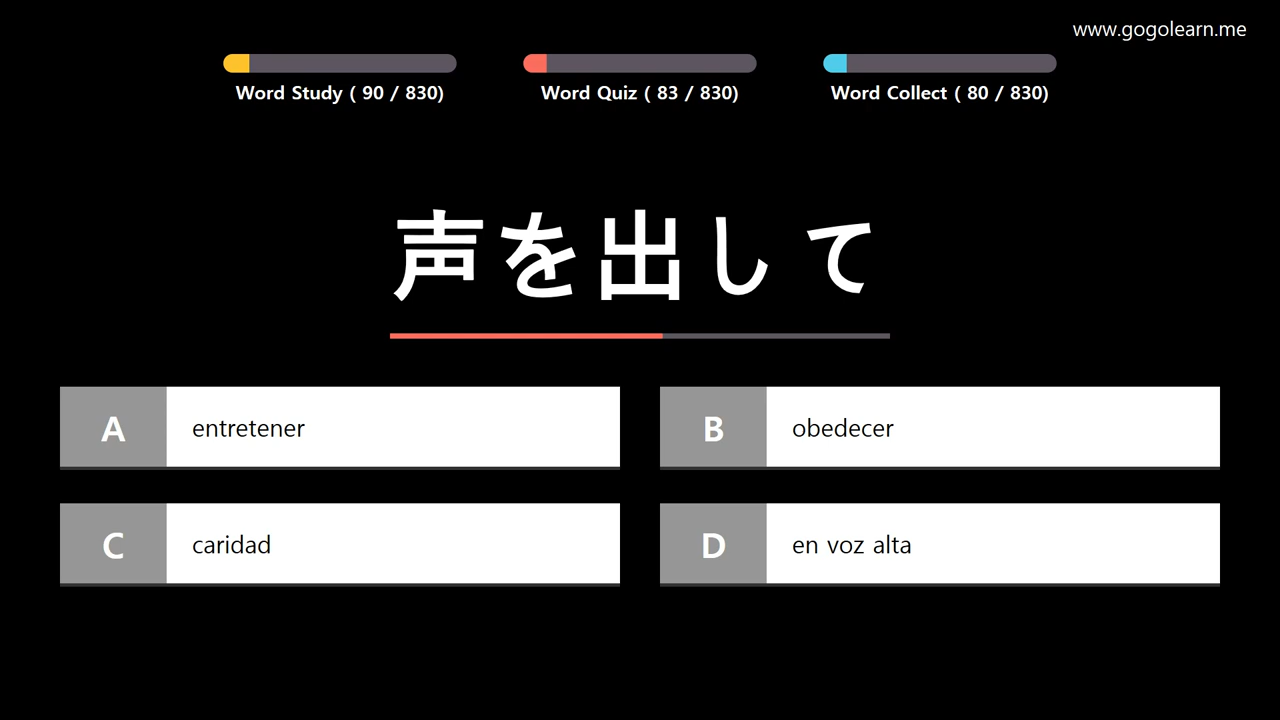 www.gogolearn.me
Word Study ( 90 / 830)
Word Quiz ( 83 / 830)
Word Collect ( 80 / 830)
声を出して
A entretener
B obedecer
C caridad
D en voz alta